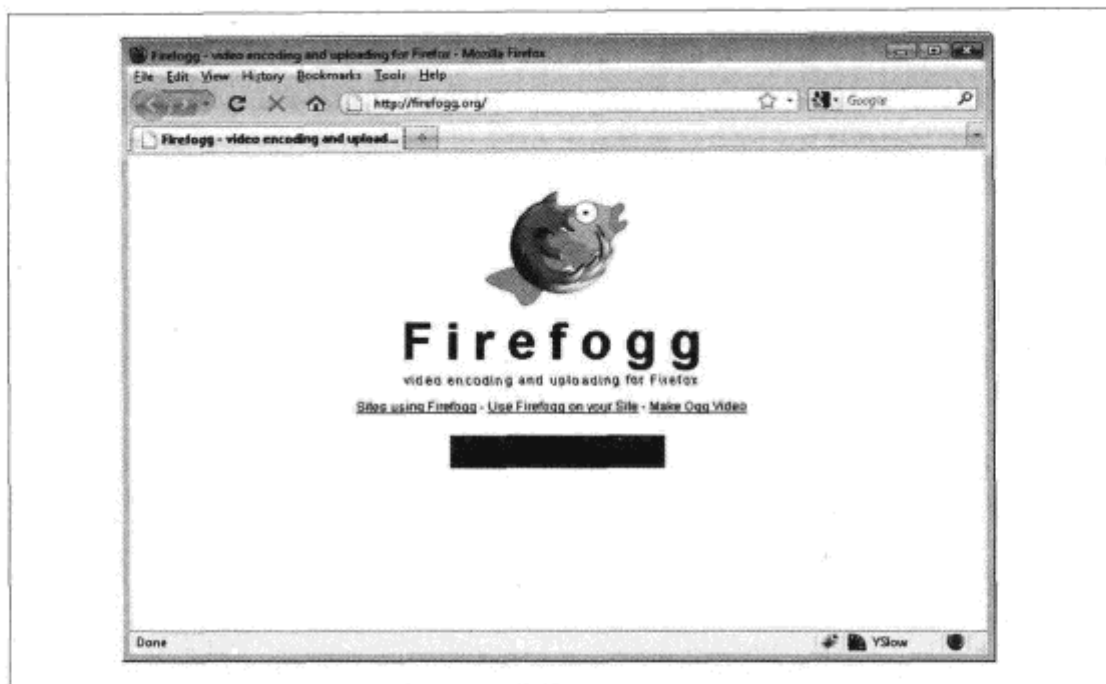 Firefogg - video encoding and uploading for Firefox - Mozilla Firefox
File Edit View History Bookmarks Tools Help
http://firefogg.org/
Google
Firefogg - video encoding and upload...
Firefogg
video encoding and uploading for Firefox
Sites using Firefogg - Use Firefogg on your Site - Make Ogg Video
Done
YSlow